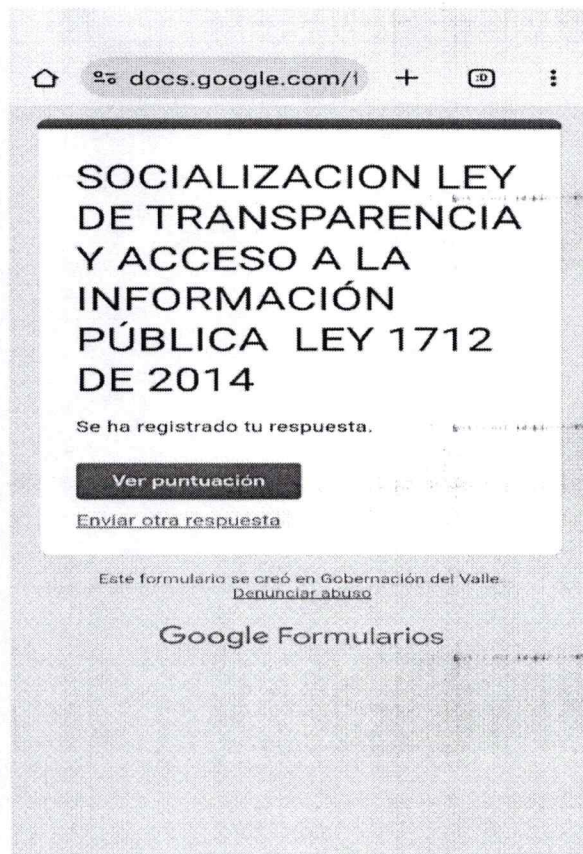 docs.google.com/f
:D
SOCIALIZACION LEY
DE TRANSPARENCIA
Y ACCESO A LA
INFORMACIÓN
PÚBLICA LEY 1712
DE 2014
Se ha registrado tu respuesta.
Ver puntuación
Enviar otra respuesta
Este formulario se creó en Gobernación del Valle.
Denunciar abuso
Google Formularios